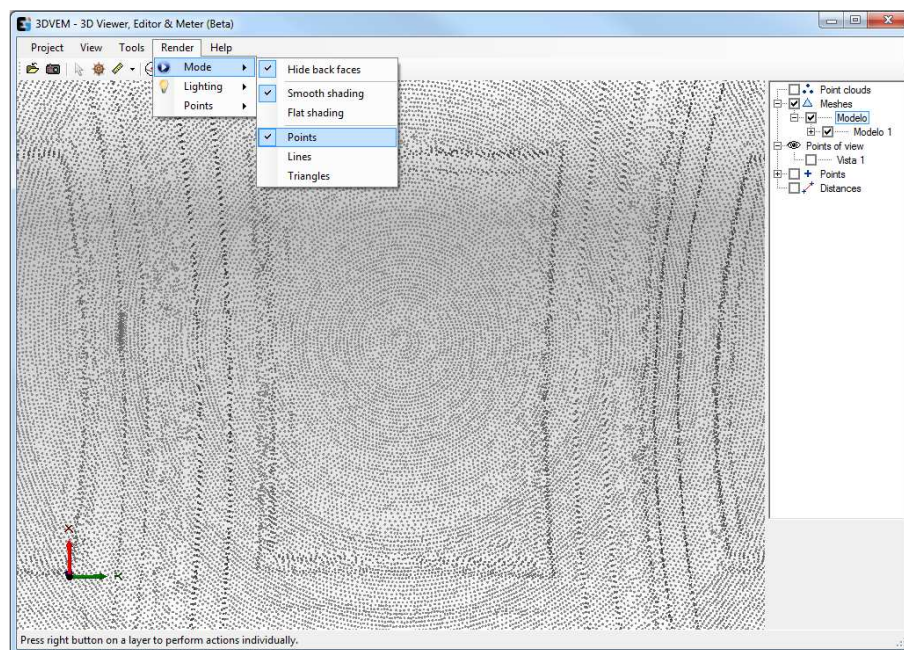 3DVEM - 3D Viewer, Editor & Meter (Beta)
Project View Tools Render Help
Mode
Lighting
Points
Hide back faces
Smooth shading
Flat shading
Points
Lines
Triangles
Point clouds
Meshes
Modelo
Modelo 1
Points of view
Vista 1
Points
Distances
Press right button on a layer to perform actions individually.